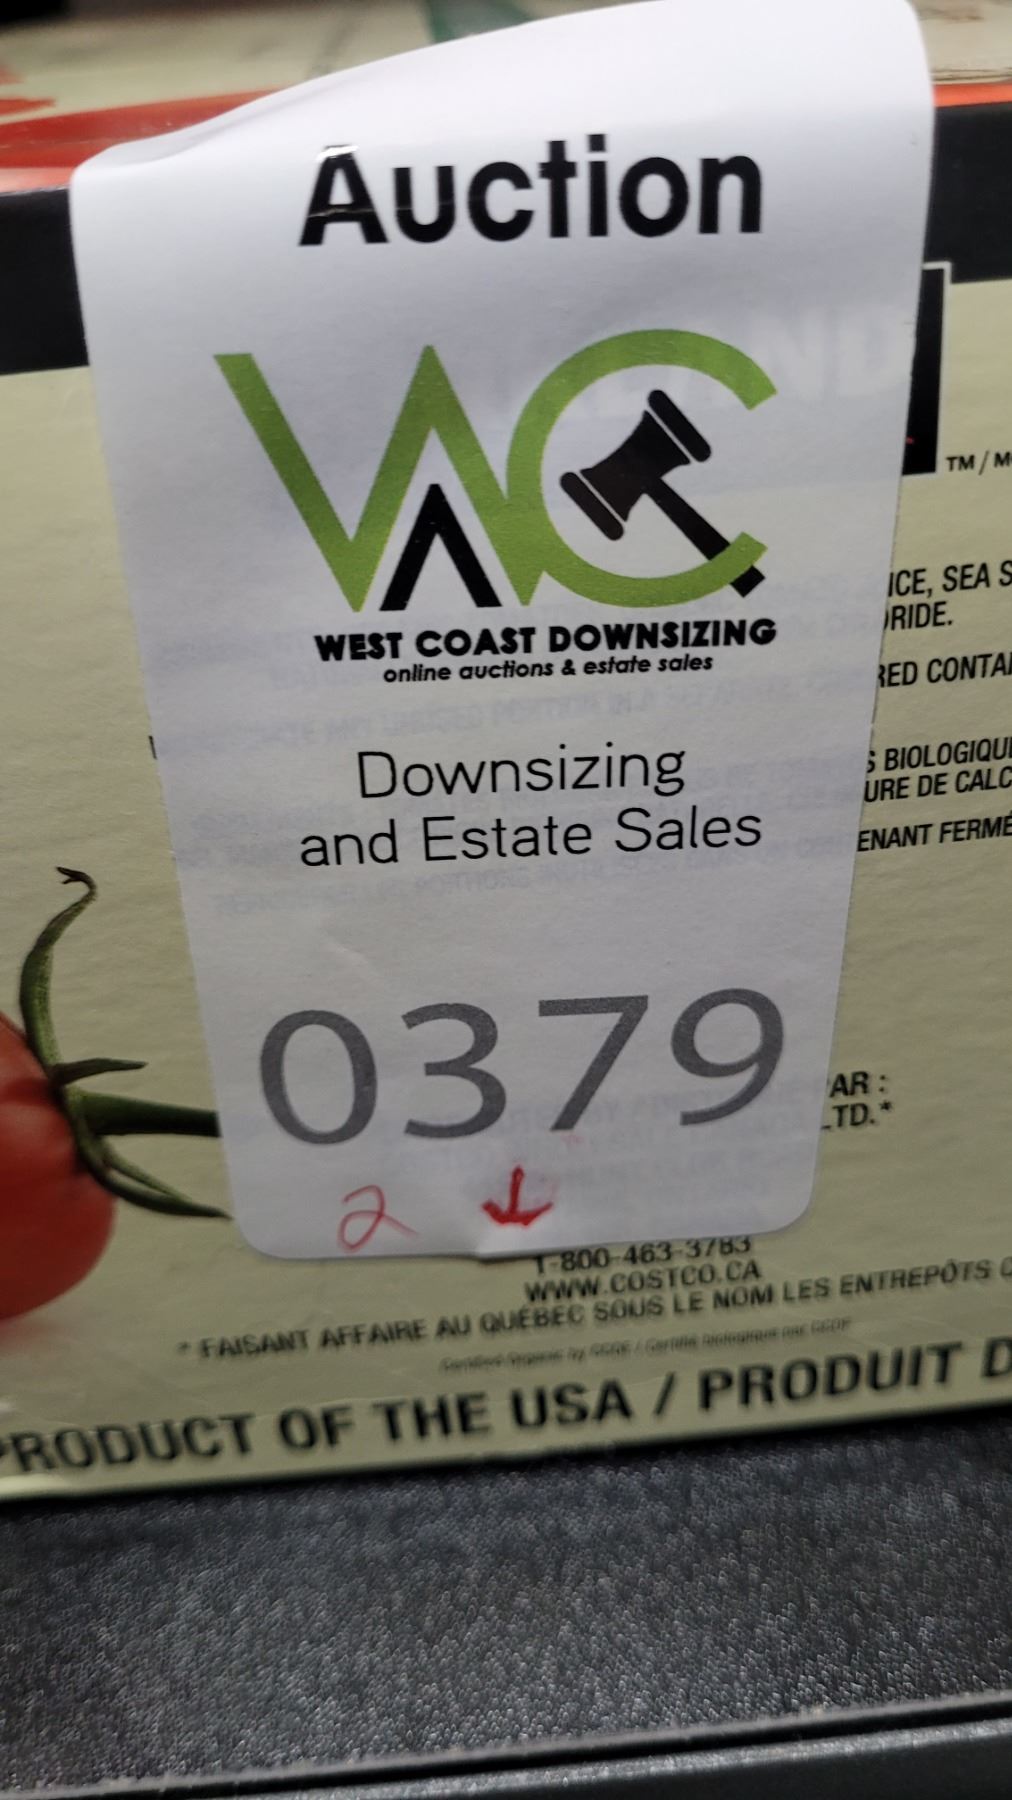 Auction
WAC
WEST COAST DOWNSIZING
online auctions & estate sales
Downsizing
and Estate Sales
0379
2
TM / M
ICE, SEA S
RIDE.
RED CONTAI
S BIOLOGIQU
URE DE CALC
ENANT FERMÉ
AR :
LTD.*
1-800-463-3783
WWW.COSTCO.CA
* FAISANT AFFAIRE AU QUÉBEC SOUS LE NOM LES ENTREPÔTS C
PRODUCT OF THE USA / PRODUIT D